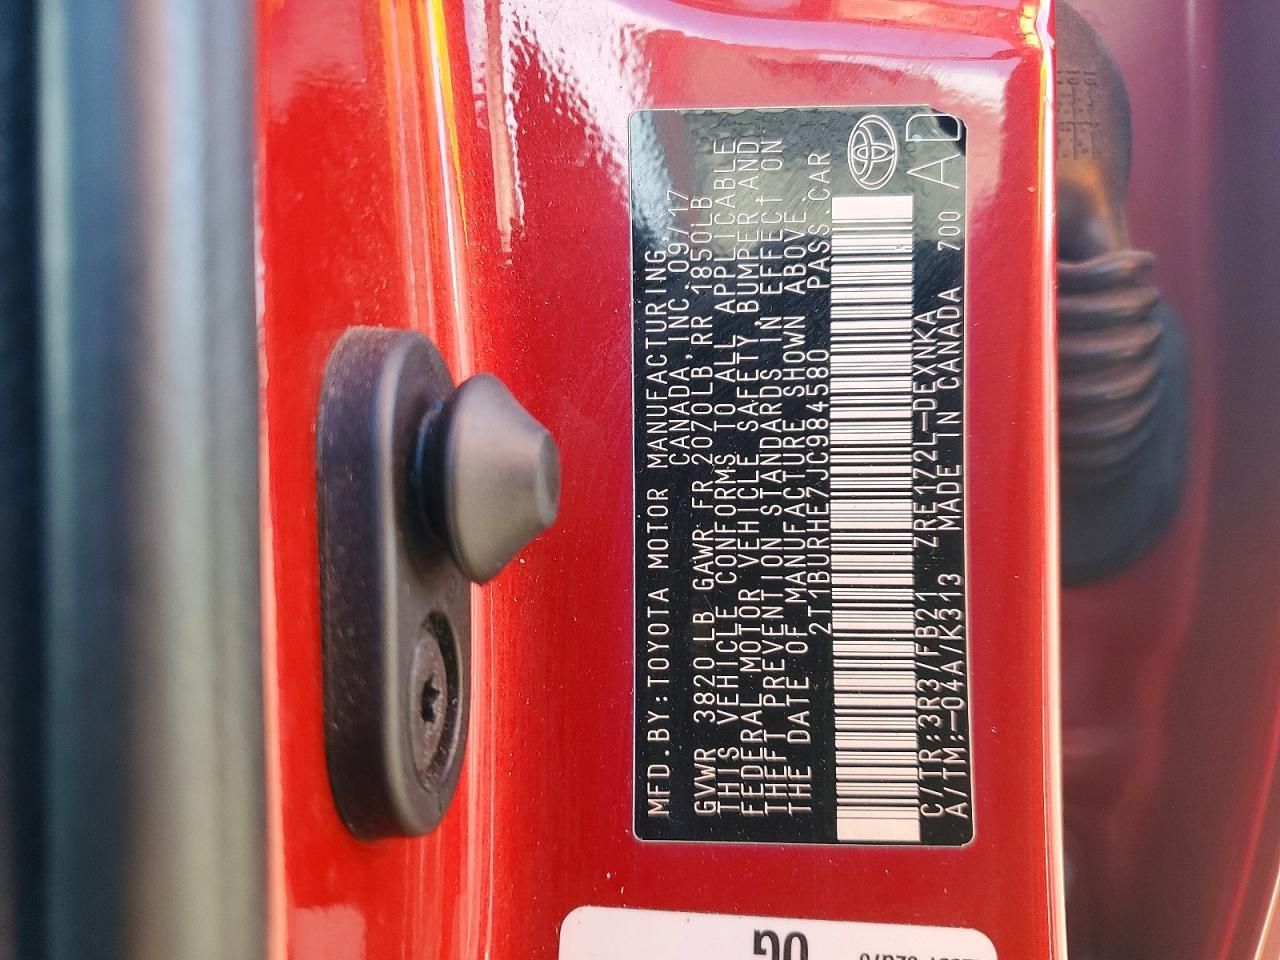 MFD.BY:TOYOTA MOTOR MANUFACTURING,
CANADA,INC. 09/17
GVWR 3820 LB GAWR FR 2070LB,RR 1850LB
THIS VEHICLE CONFORMS TO ALL APPLICABLE
FEDERAL MOTOR VEHICLE SAFETY, BUMPER,AND
THEFT PREVENTION STANDARDS IN EFFECT ON
THE DATE OF MANUFACTURE SHOWN ABOVE.
2T1BURHE7JC984580 PASS.CAR
C/TR:3R3/FB21 ZRE172L-DEXNKA
A/TM:-04A/K313 MADE IN CANADA 700 AD